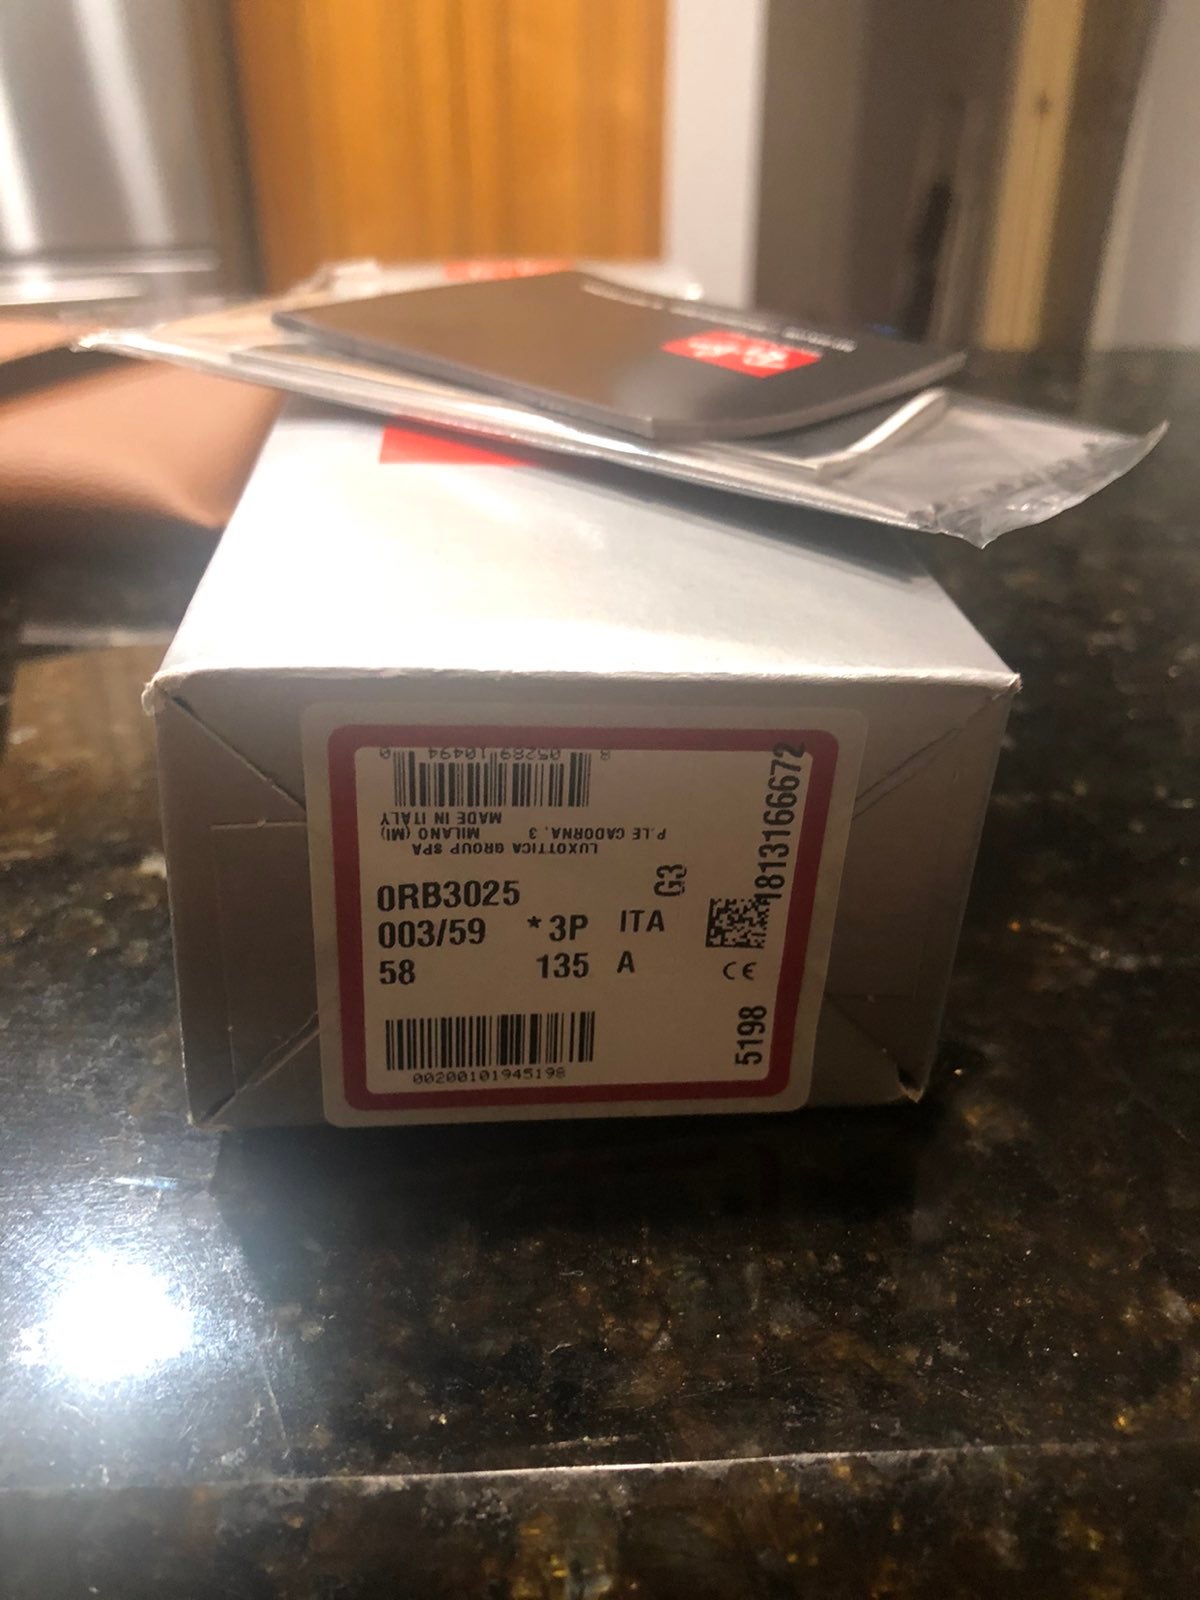 8 05289 10494 0
MADE IN ITALY
P.LE CADORNA, 3 MILANO (MI)
LUXOTTICA GROUP SPA
0RB3025
G3
003/59 *3P ITA
58 135 A
CE
1813166672
5198
00200101945198